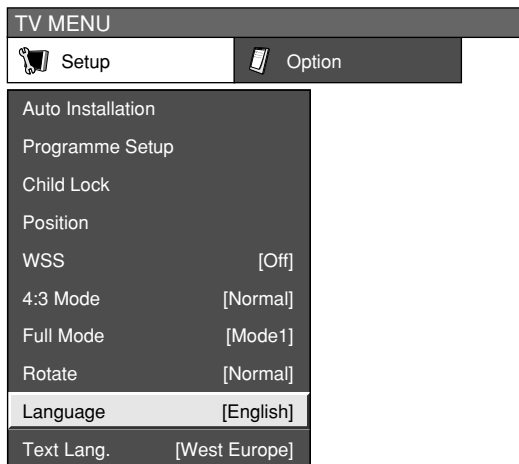 TV MENU
Setup Option
Auto Installation
Programme Setup
Child Lock
Position
WSS [Off]
4:3 Mode [Normal]
Full Mode [Mode1]
Rotate [Normal]
Language [English]
Text Lang. [West Europe]